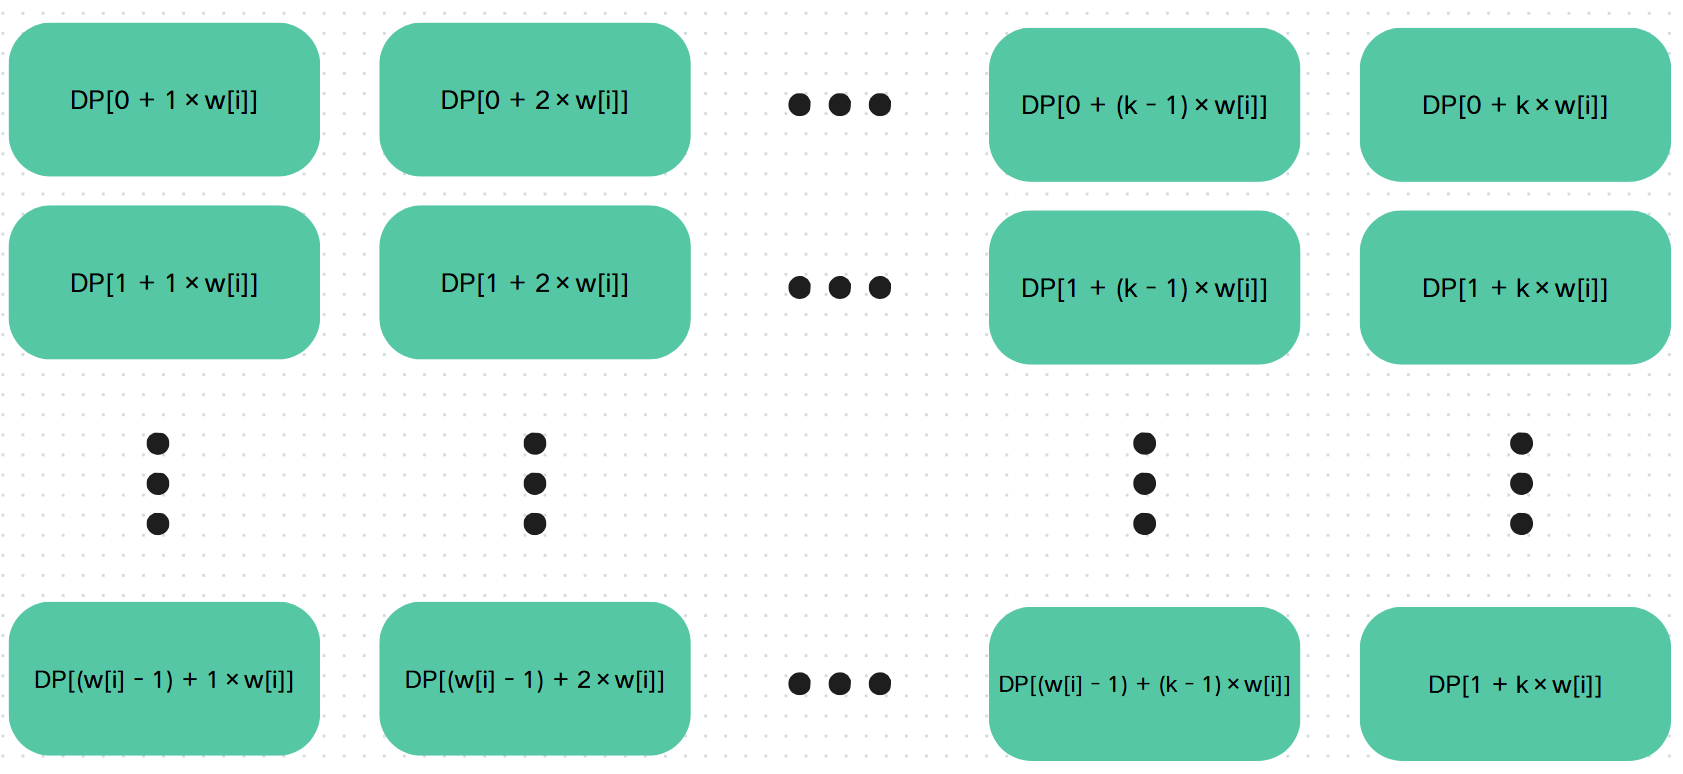 DP[0 + 1 × w[i]]
DP[0 + 2 × w[i]]
DP[0 + (k - 1) × w[i]]
DP[0 + k × w[i]]
DP[1 + 1 × w[i]]
DP[1 + 2 × w[i]]
DP[1 + (k - 1) × w[i]]
DP[1 + k × w[i]]
DP[(w[i] - 1) + 1 × w[i]]
DP[(w[i] - 1) + 2 × w[i]]
DP[(w[i] - 1) + (k - 1) × w[i]]
DP[1 + k × w[i]]